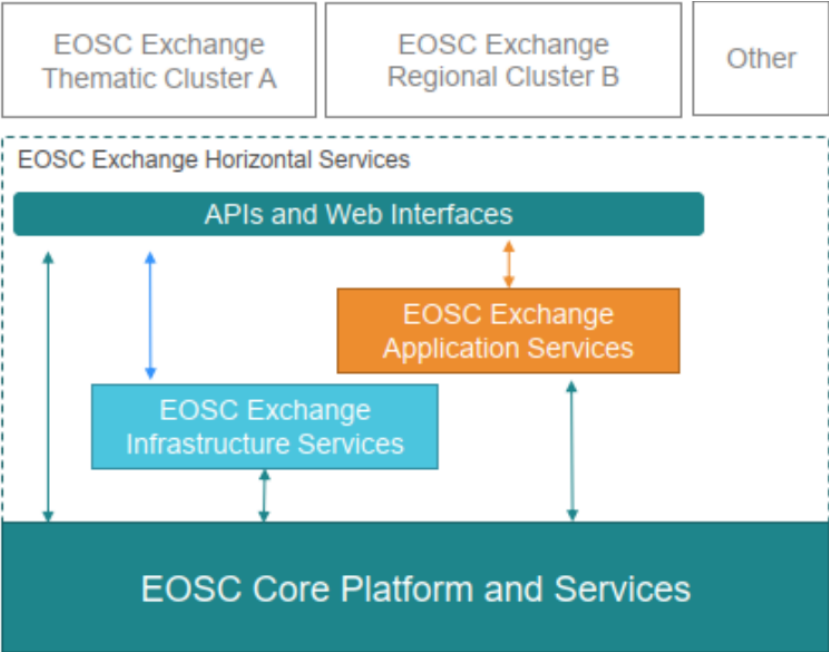 EOSC Exchange
Thematic Cluster A
EOSC Exchange
Regional Cluster B
Other
EOSC Exchange Horizontal Services
APIs and Web Interfaces
EOSC Exchange
Application Services
EOSC Exchange
Infrastructure Services
EOSC Core Platform and Services